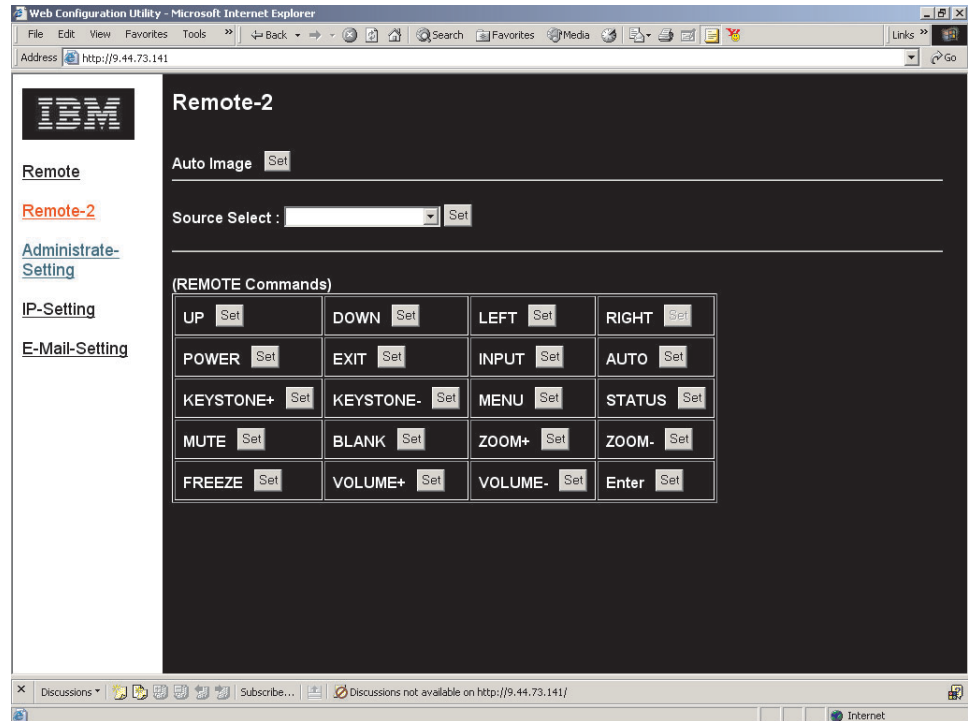 Web Configuration Utility - Microsoft Internet Explorer
File Edit View Favorites Tools » Back Search Favorites Media Links »
Address http://9.44.73.141 Go
IBM
Remote
Remote-2
Administrate-
Setting
IP-Setting
E-Mail-Setting
Remote-2
Auto Image Set
Source Select : Set
(REMOTE Commands)
UP Set DOWN Set LEFT Set RIGHT Set
POWER Set EXIT Set INPUT Set AUTO Set
KEYSTONE+ Set KEYSTONE- Set MENU Set STATUS Set
MUTE Set BLANK Set ZOOM+ Set ZOOM- Set
FREEZE Set VOLUME+ Set VOLUME- Set Enter Set
Discussions Subscribe... Discussions not available on http://9.44.73.141/
Internet